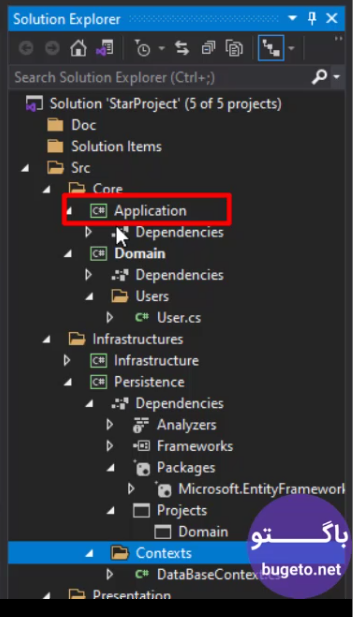 Solution Explorer
Search Solution Explorer (Ctrl+;)
Solution 'StarProject' (5 of 5 projects)
Doc
Solution Items
Src
Core
C# Application
Dependencies
C# Domain
Dependencies
Users
C# User.cs
Infrastructures
C# Infrastructure
C# Persistence
Dependencies
Analyzers
Frameworks
Packages
Microsoft.EntityFramework
Projects
Domain
Contexts
C# DataBaseContext.c
Presentation
باگتو
bugeto.net